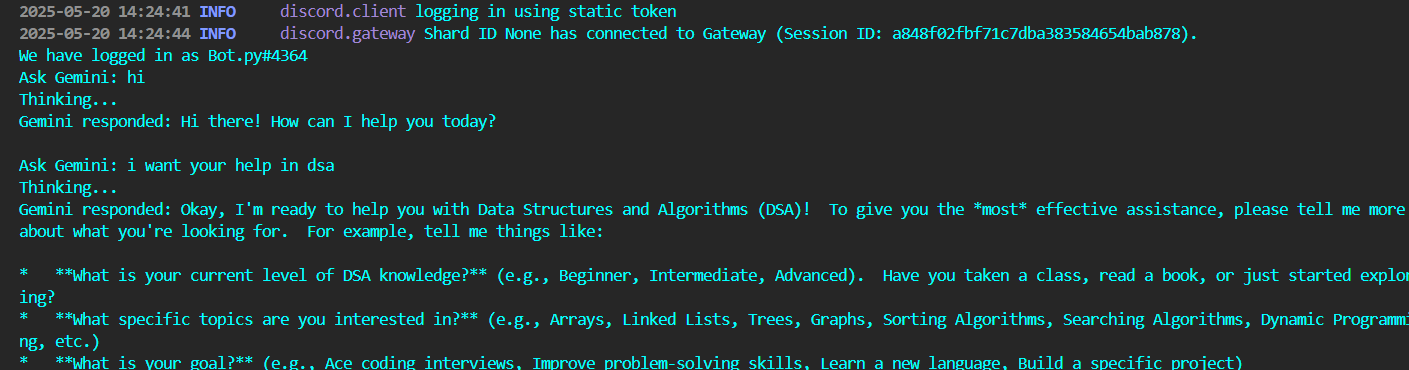 2025-05-20 14:24:41 INFO     discord.client logging in using static token
2025-05-20 14:24:44 INFO     discord.gateway Shard ID None has connected to Gateway (Session ID: a848f02fbf71c7dba383584654bab878).
We have logged in as Bot.py#4364
Ask Gemini: hi
Thinking...
Gemini responded: Hi there! How can I help you today?
Ask Gemini: i want your help in dsa
Thinking...
Gemini responded: Okay, I'm ready to help you with Data Structures and Algorithms (DSA)!  To give you the *most* effective assistance, please tell me more
about what you're looking for.  For example, tell me things like:
*   **What is your current level of DSA knowledge?** (e.g., Beginner, Intermediate, Advanced).  Have you taken a class, read a book, or just started explor
ing?
*   **What specific topics are you interested in?** (e.g., Arrays, Linked Lists, Trees, Graphs, Sorting Algorithms, Searching Algorithms, Dynamic Programmi
ng, etc.)
*   **What is your goal?** (e.g., Ace coding interviews, Improve problem-solving skills, Learn a new language, Build a specific project)